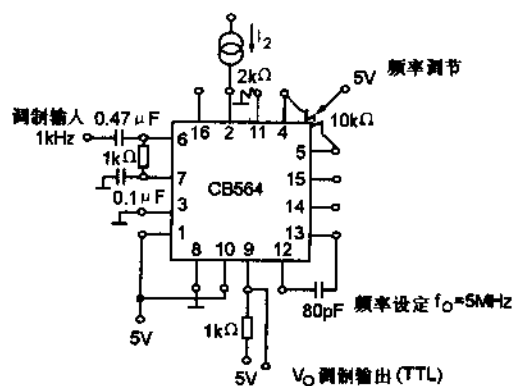 I₂
2kΩ
5V 频率调节
调制输入 0.47μF
1kHz
16 2 11 4 10kΩ
6 5
1kΩ
7 CB564 15
0.1μF
3 14
1 13
8 10 9 12
80pF 频率设定 fO=5MHz
5V 1kΩ
5V VO 调制输出(TTL)